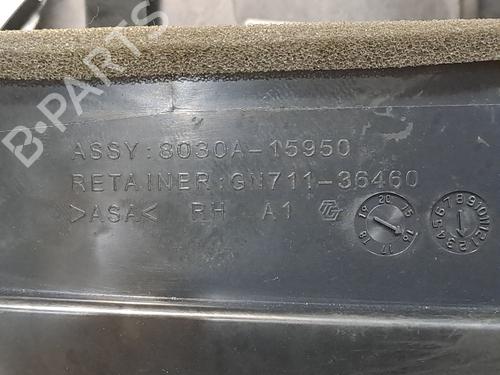 B-PARTS
ASSY:8030A-15950
RETAINER:GN711-36460
>ASA< RH A1